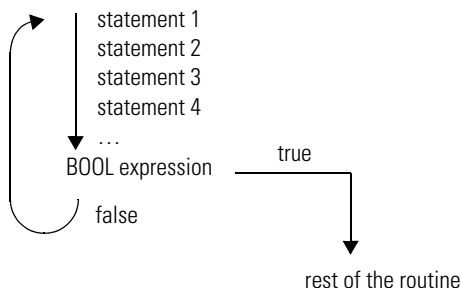 statement 1
statement 2
statement 3
statement 4
…
BOOL expression
true
false
rest of the routine